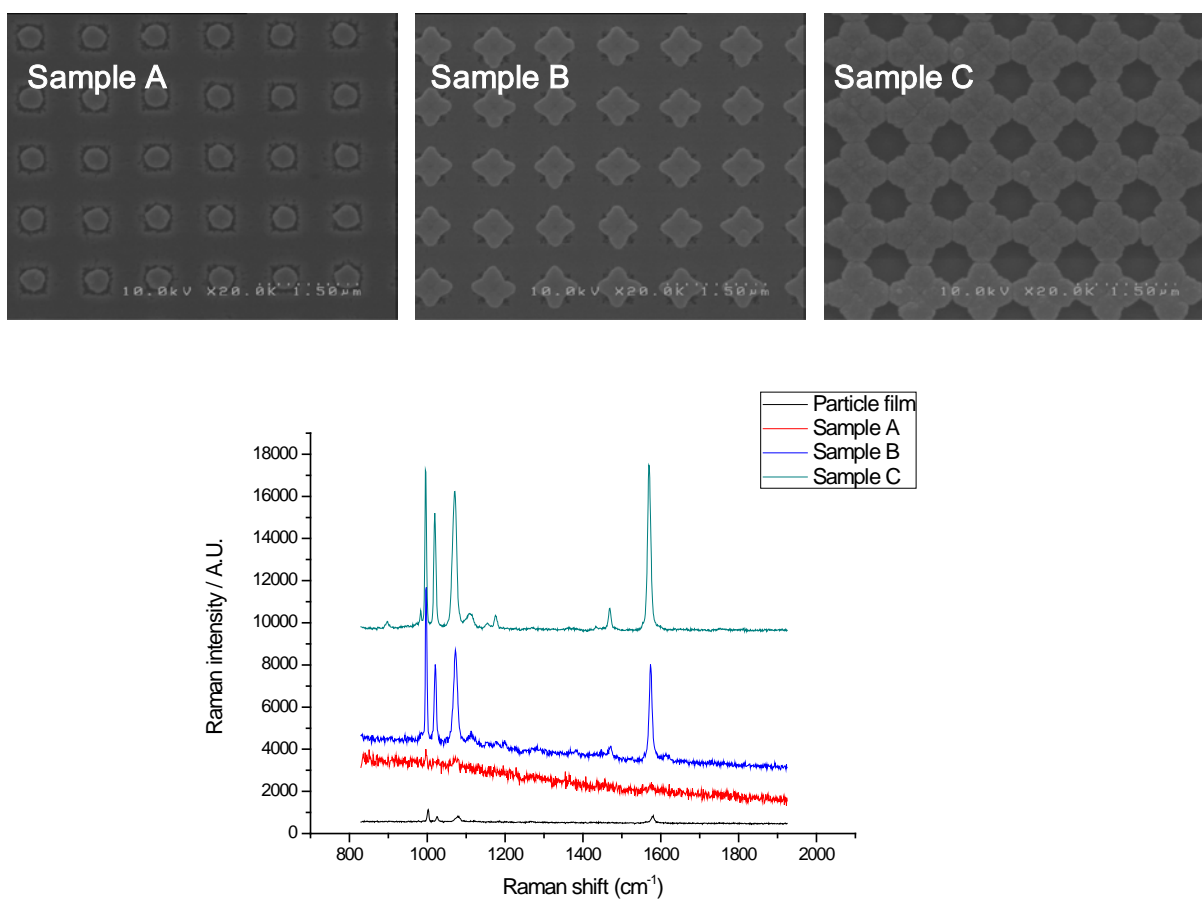 Sample A
10.0kV X20.0K 1.50µm
Sample B
10.0kV X20.0K 1.50µm
Sample C
10.0kV X20.0K 1.50µm
Particle film
Sample A
Sample B
Sample C
18000
16000
14000
12000
10000
8000
6000
4000
2000
0
Raman intensity / A.U.
800 1000 1200 1400 1600 1800 2000
Raman shift (cm⁻¹)